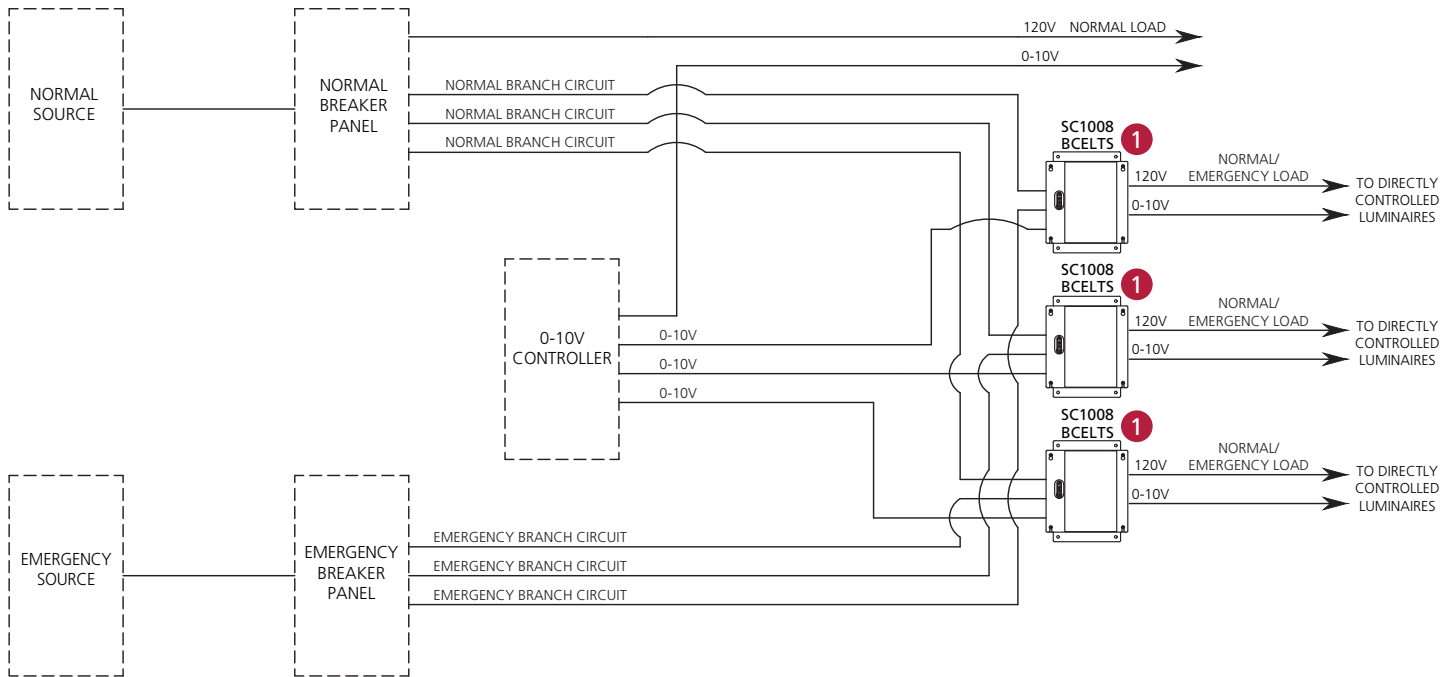 120V NORMAL LOAD
0-10V
NORMAL
SOURCE
NORMAL
BREAKER
PANEL
NORMAL BRANCH CIRCUIT
NORMAL BRANCH CIRCUIT
NORMAL BRANCH CIRCUIT
SC1008
BCELTS
1
120V
NORMAL/
EMERGENCY LOAD
0-10V
TO DIRECTLY
CONTROLLED
LUMINAIRES
0-10V
CONTROLLER
0-10V
0-10V
0-10V
SC1008
BCELTS
1
120V
NORMAL/
EMERGENCY LOAD
0-10V
TO DIRECTLY
CONTROLLED
LUMINAIRES
SC1008
BCELTS
1
120V
NORMAL/
EMERGENCY LOAD
0-10V
TO DIRECTLY
CONTROLLED
LUMINAIRES
EMERGENCY
SOURCE
EMERGENCY
BREAKER
PANEL
EMERGENCY BRANCH CIRCUIT
EMERGENCY BRANCH CIRCUIT
EMERGENCY BRANCH CIRCUIT